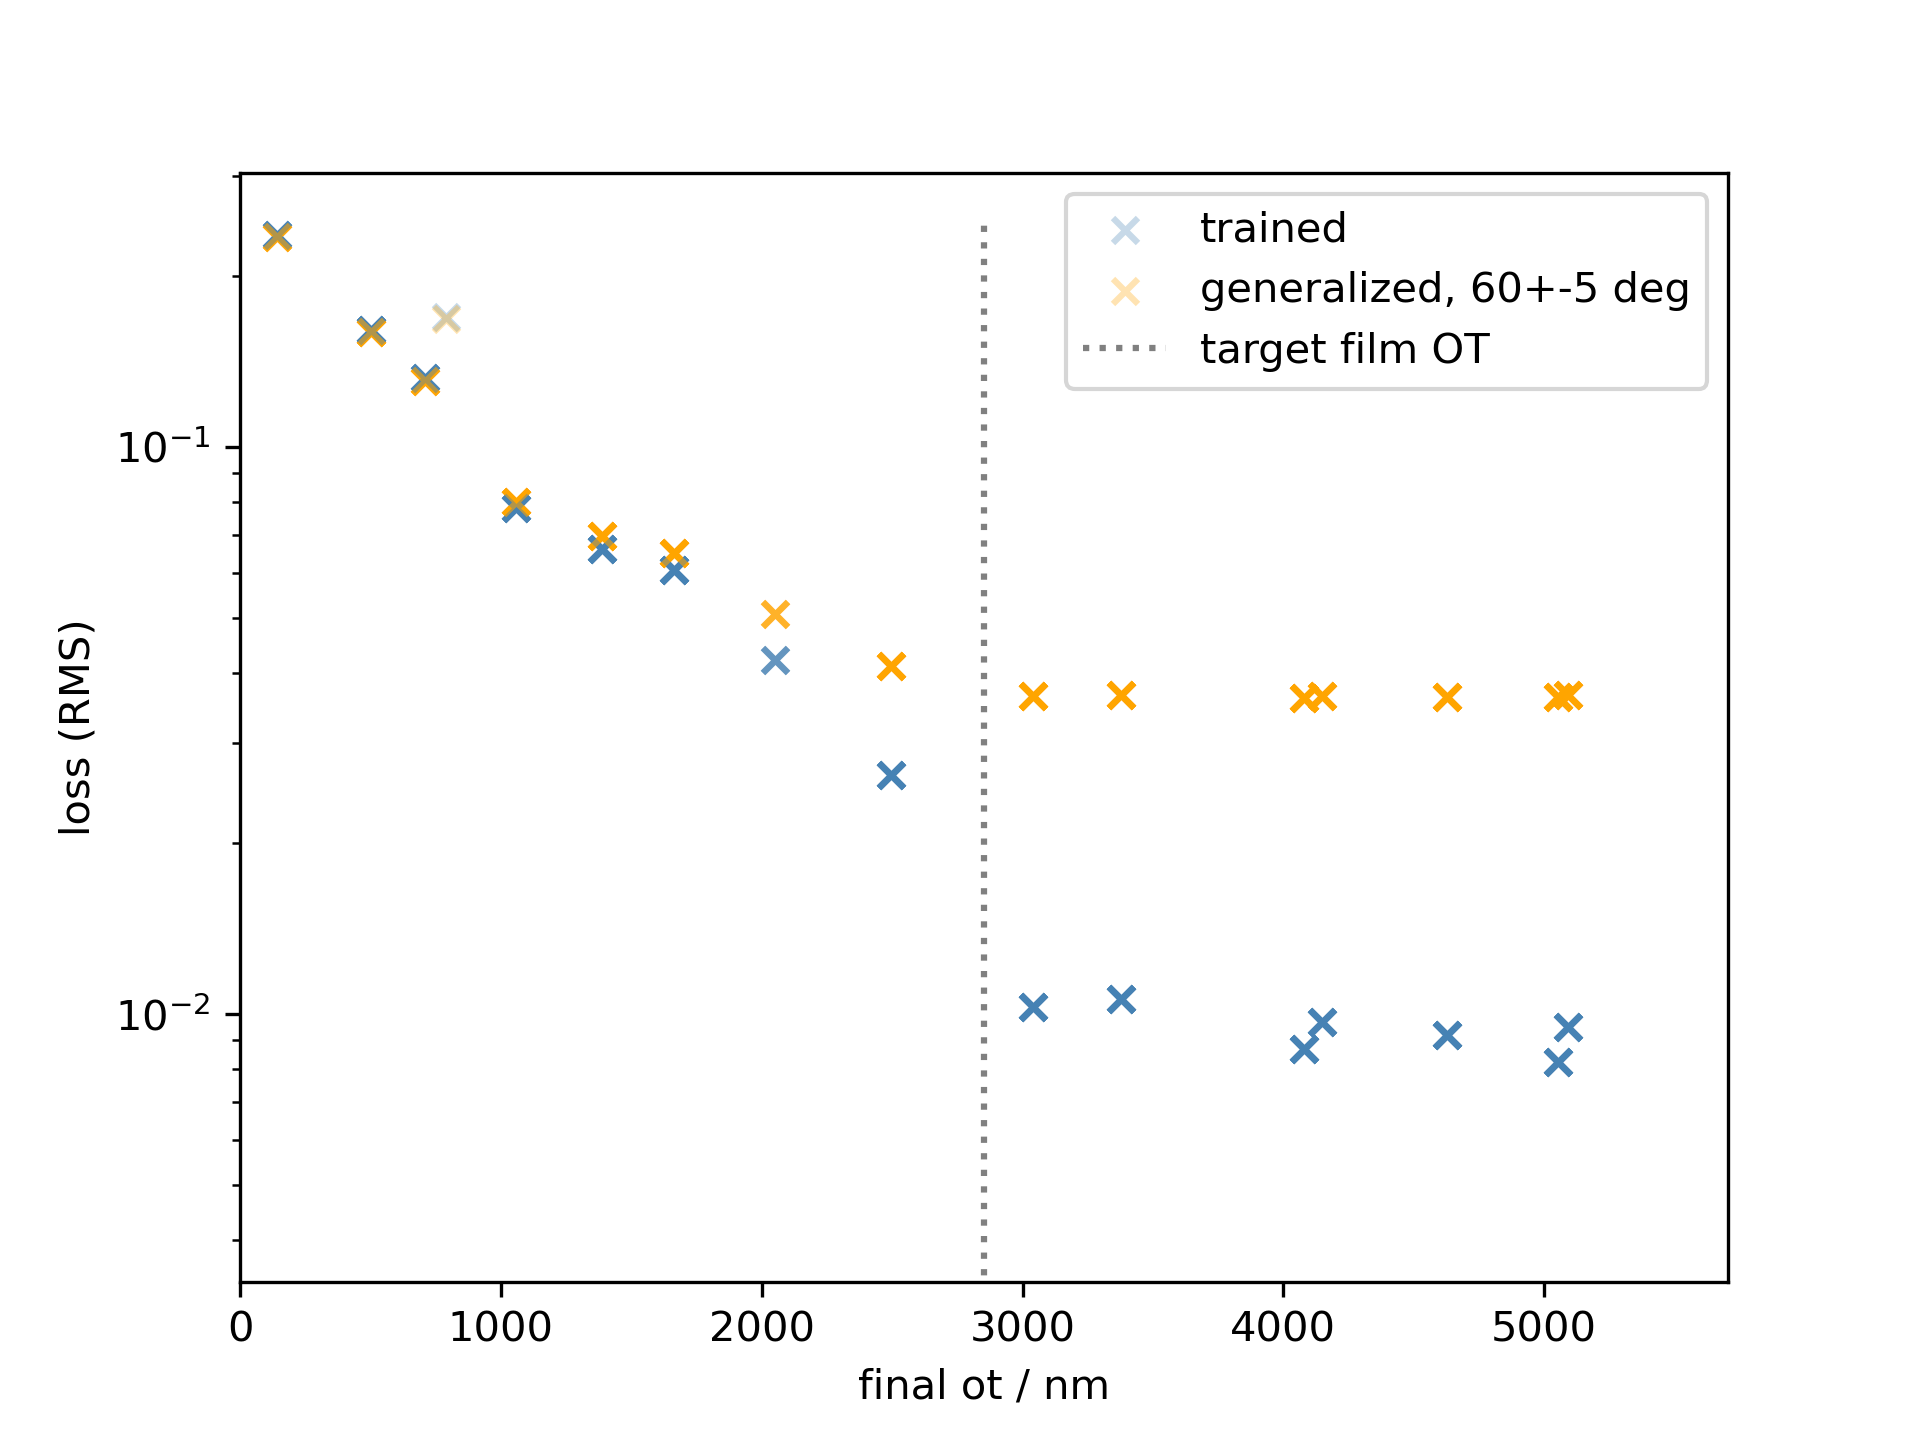 trained
generalized, 60+-5 deg
target film OT
10⁻¹
10⁻²
loss (RMS)
0 1000 2000 3000 4000 5000
final ot / nm